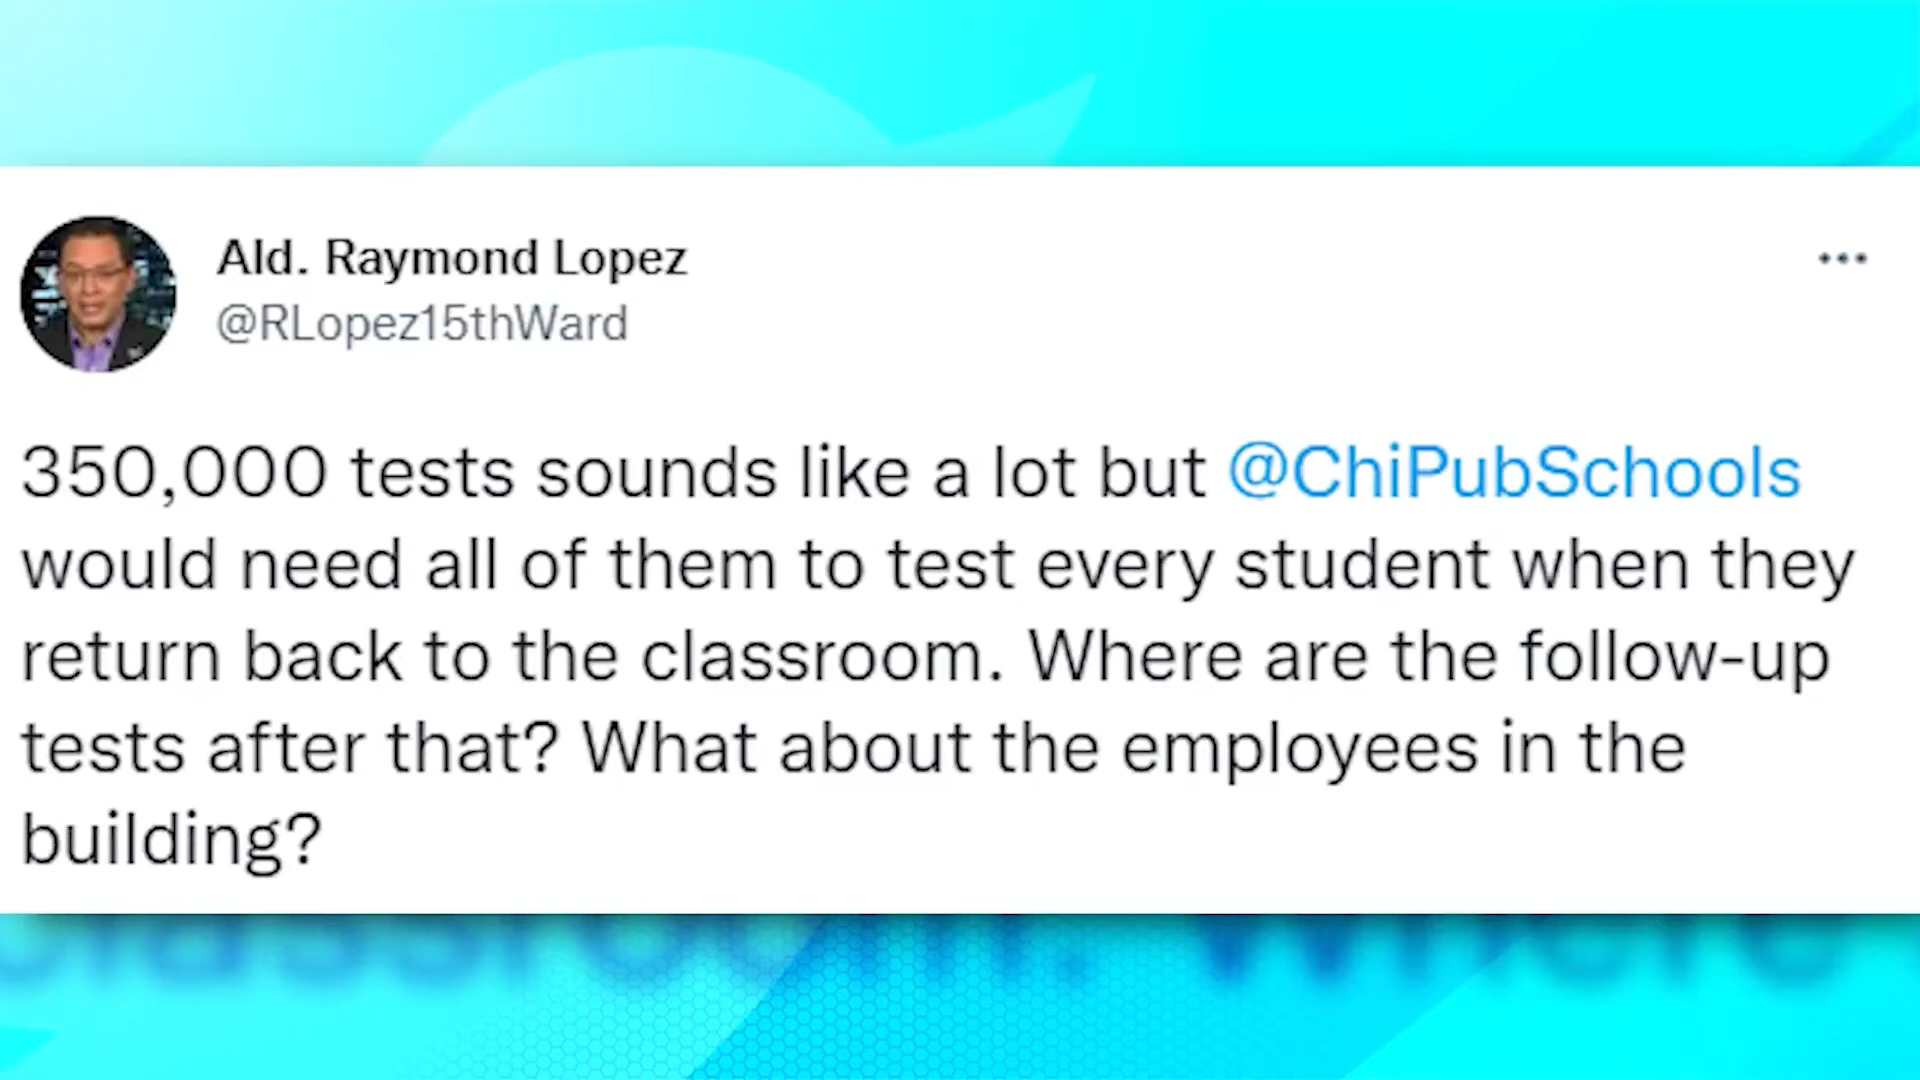 Ald. Raymond Lopez
@RLopez15thWard
350,000 tests sounds like a lot but @ChiPubSchools
would need all of them to test every student when they
return back to the classroom. Where are the follow-up
tests after that? What about the employees in the
building?
classroom. Where